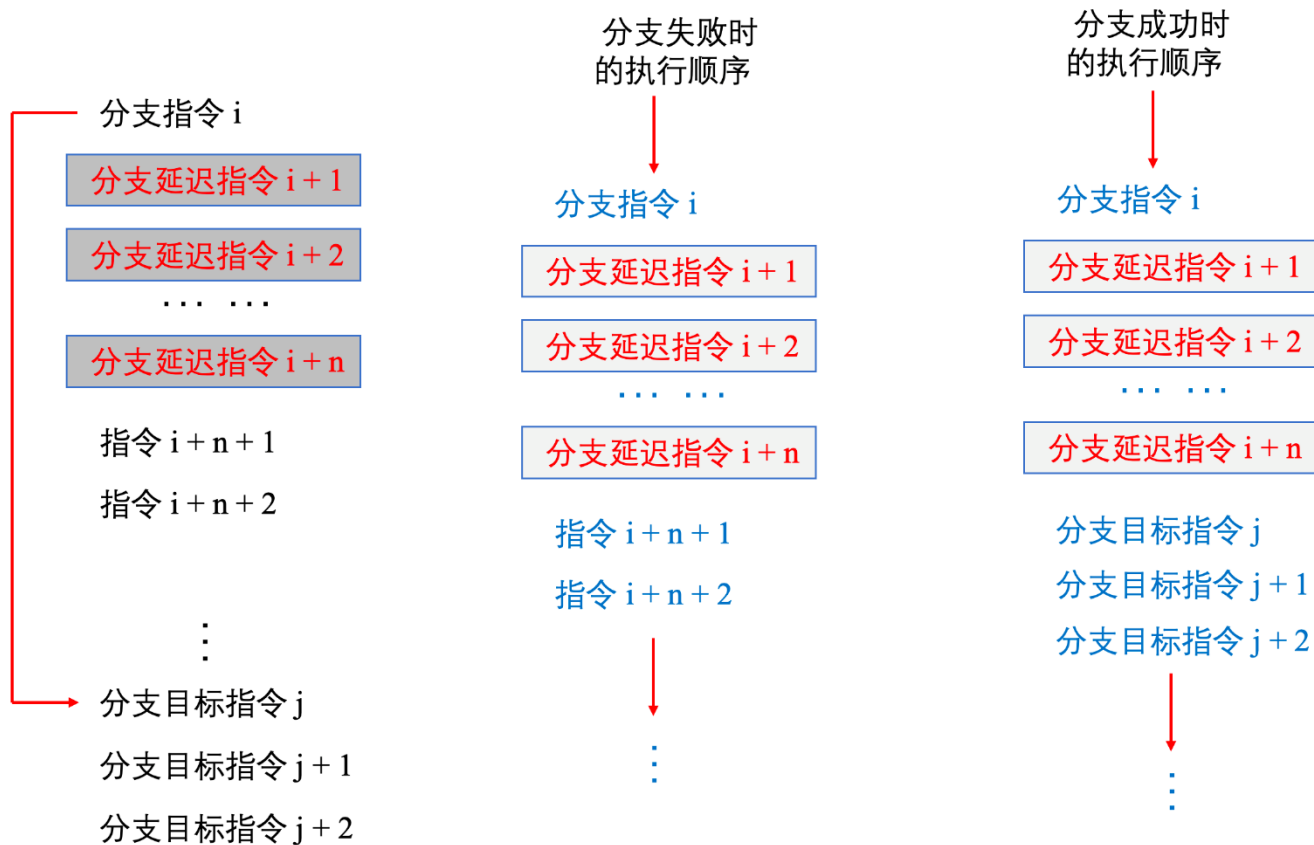 分支指令 i
分支延迟指令 i + 1
分支延迟指令 i + 2
… …
分支延迟指令 i + n
指令 i + n + 1
指令 i + n + 2
⋮
分支目标指令 j
分支目标指令 j + 1
分支目标指令 j + 2
分支失败时
的执行顺序
分支指令 i
分支延迟指令 i + 1
分支延迟指令 i + 2
… …
分支延迟指令 i + n
指令 i + n + 1
指令 i + n + 2
⋮
分支成功时
的执行顺序
分支指令 i
分支延迟指令 i + 1
分支延迟指令 i + 2
… …
分支延迟指令 i + n
分支目标指令 j
分支目标指令 j + 1
分支目标指令 j + 2
⋮